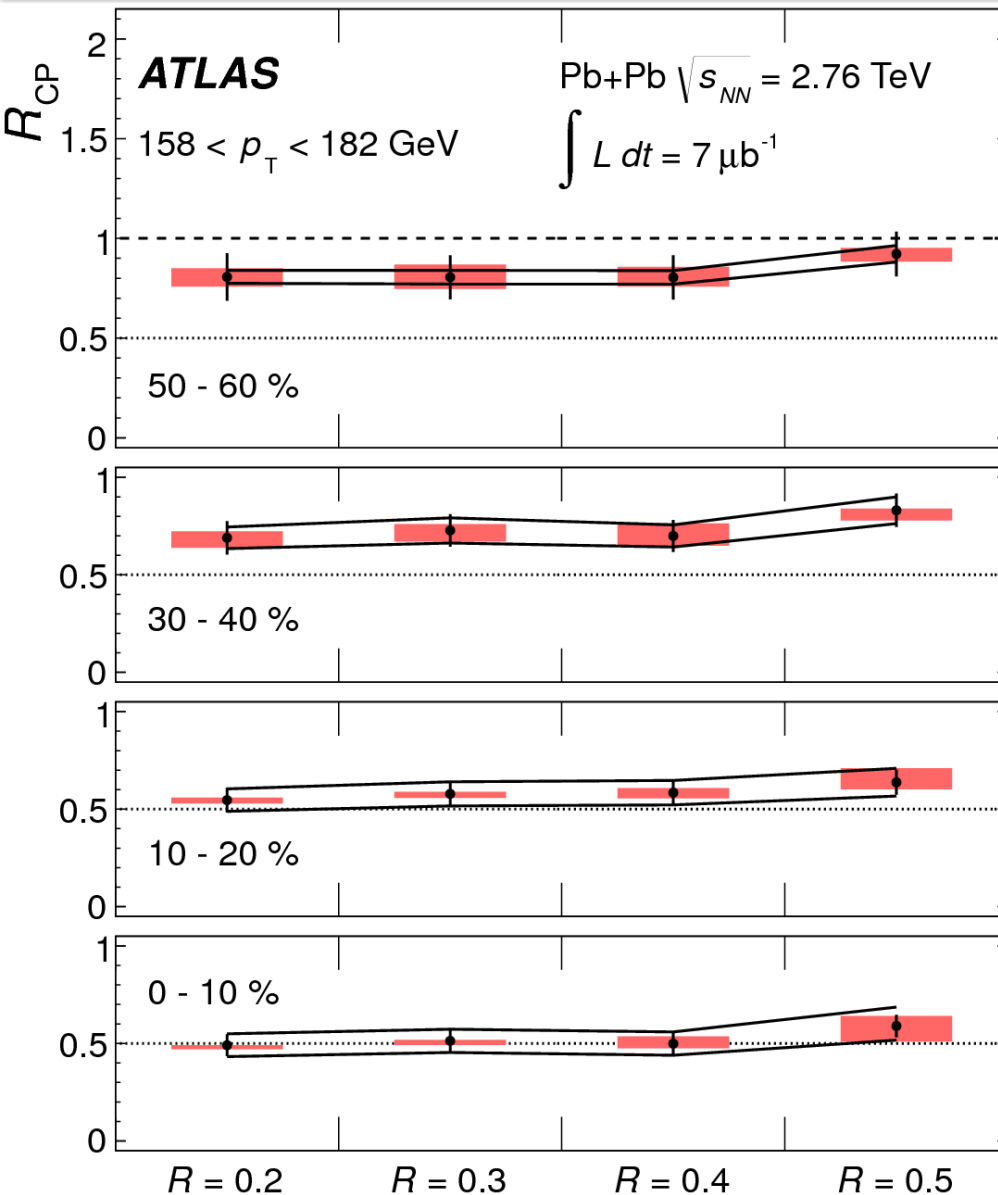 R_CP
2
1.5
1
0.5
0
ATLAS
158 < p_T < 182 GeV
Pb+Pb √s_NN = 2.76 TeV
∫ L dt = 7 μb⁻¹
50 - 60 %
1
0.5
0
30 - 40 %
1
0.5
0
10 - 20 %
1
0.5
0
0 - 10 %
R = 0.2 R = 0.3 R = 0.4 R = 0.5